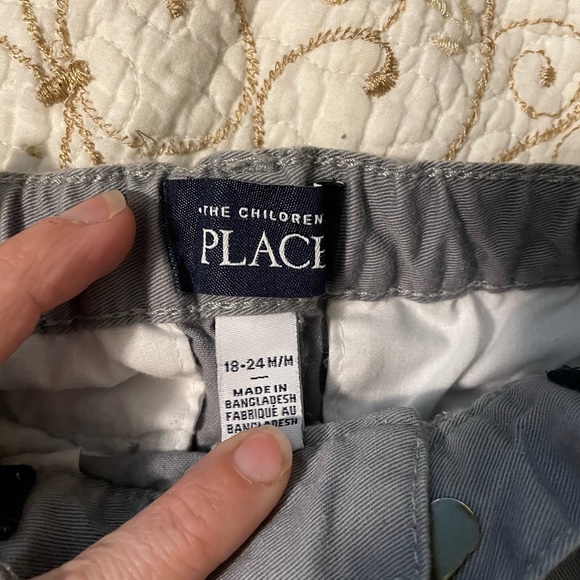 THE CHILDREN
PLACE
18-24 M/M
MADE IN
BANGLADESH
FABRIQUÉ AU
BANGLADESH